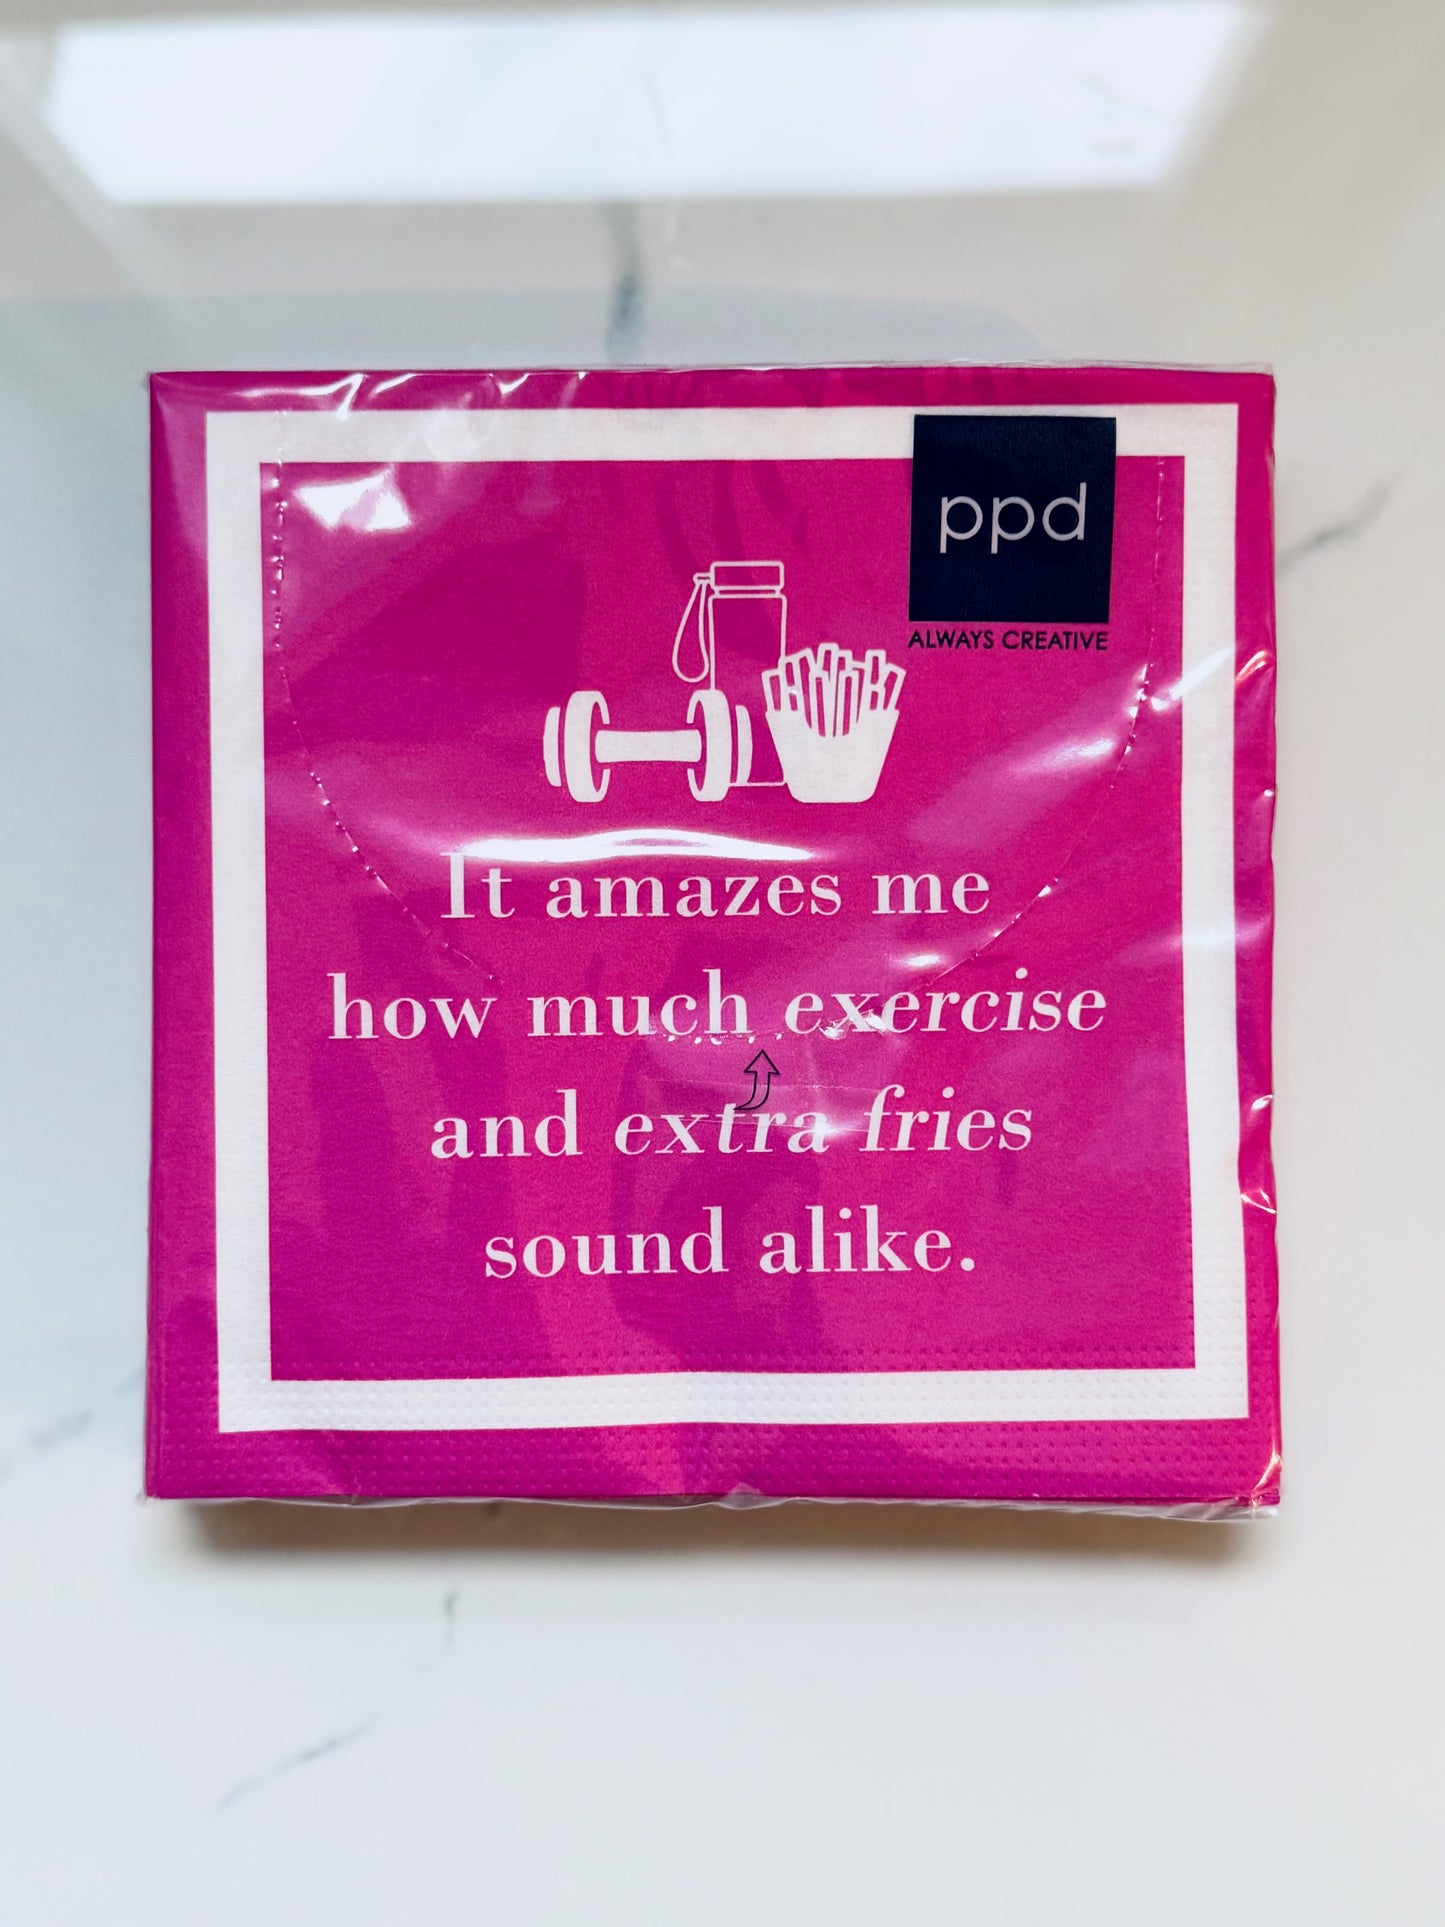 ppd
ALWAYS CREATIVE
It amazes me
how much exercise
and extra fries
sound alike.